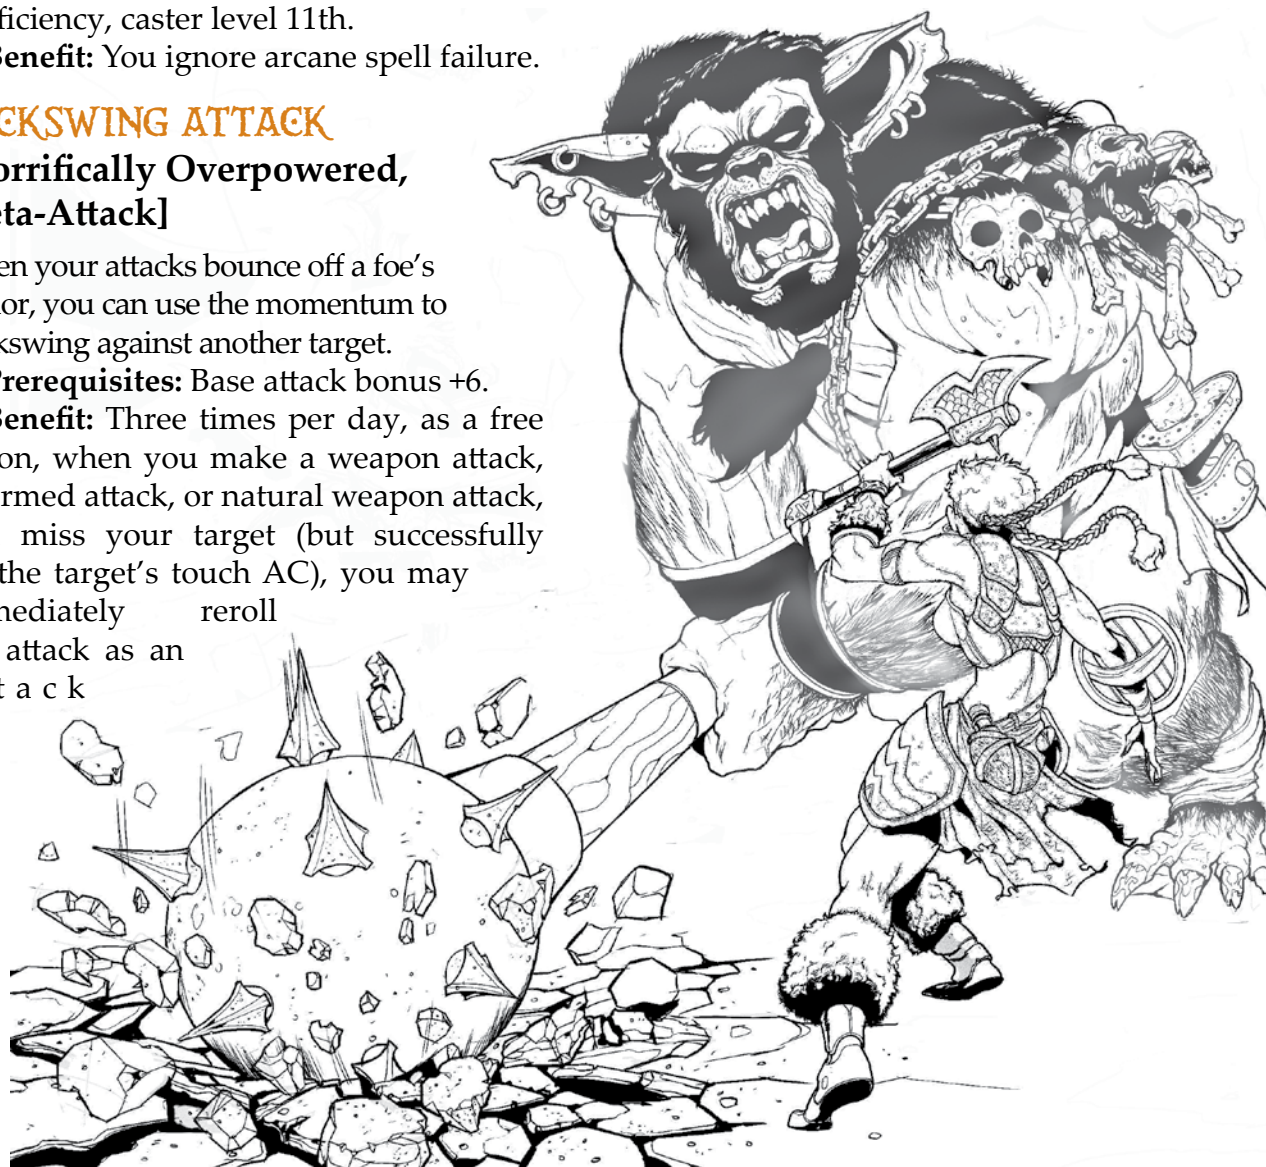 ficiency, caster level 11th.
Benefit: You ignore arcane spell failure.
CKSWING ATTACK
orrifically Overpowered,
eta-Attack]
en your attacks bounce off a foe's
or, you can use the momentum to
kswing against another target.
Prerequisites: Base attack bonus +6.
Benefit: Three times per day, as a free
on, when you make a weapon attack,
rmed attack, or natural weapon attack,
miss your target (but successfully
the target's touch AC), you may
mediately reroll
attack as an
t a c k